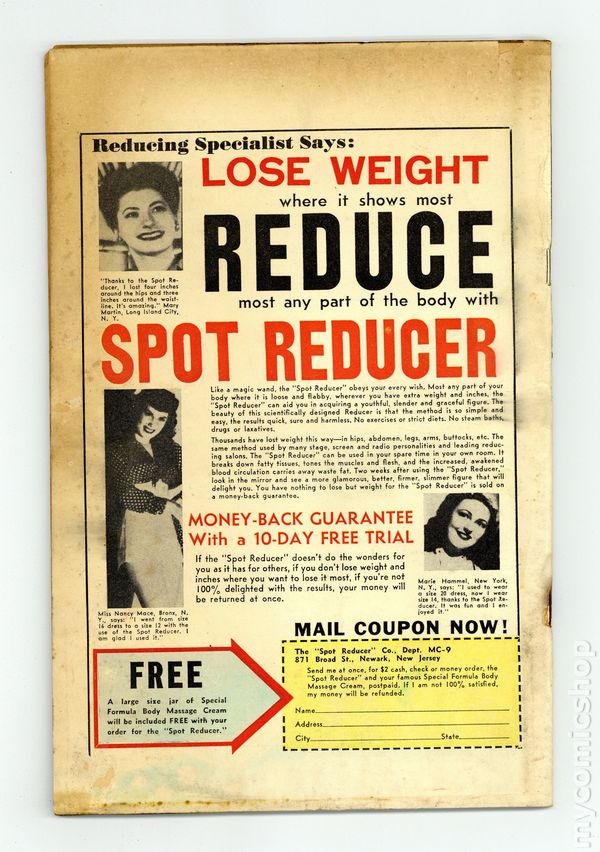 Reducing Specialist Says:
LOSE WEIGHT
where it shows most
REDUCE
most any part of the body with
"Thanks to the Spot Re-
ducer, I lost four inches
around the hips and three
inches around the waist-
line. It's amazing." Mary
Martin, Long Island City,
N. Y.
SPOT REDUCER
Like a magic wand, the "Spot Reducer" obeys your every wish. Most any part of your
body where it is loose and flabby, wherever you have extra weight and inches, the
"Spot Reducer" can aid you in acquiring a youthful, slender and graceful figure. The
beauty of this scientifically designed Reducer is that the method is so simple and
easy, the results quick, sure and harmless. No exercises or strict diets. No steam baths,
drugs or laxatives.
Thousands have lost weight this way—in hips, abdomen, legs, arms, buttocks, etc. The
same method used by many stage, screen and radio personalities and leading reduc-
ing salons. The "Spot Reducer" can be used in your spare time in your own room. It
breaks down fatty tissues, tones the muscles and flesh, and the increased, awakened
blood circulation carries away waste fat. Two weeks after using the "Spot Reducer,"
look in the mirror and see a more glamorous, better, firmer, slimmer figure that will
delight you. You have nothing to lose but weight for the "Spot Reducer" is sold on
a money-back guarantee.
MONEY-BACK GUARANTEE
With a 10-DAY FREE TRIAL
If the "Spot Reducer" doesn't do the wonders for
you as it has for others, if you don't lose weight and
inches where you want to lose it most, if you're not
100% delighted with the results, your money will
be returned at once.
Marie Hammel, New York,
N. Y., says: "I used to wear
a size 20 dress, now I wear
size 14, thanks to the Spot Re-
ducer. It was fun and I en-
joyed it."
Miss Nancy Mace, Bronx, N.
Y., says: "I went from size
16 dress to a size 12 with the
use of the Spot Reducer. I
am glad I used it."
MAIL COUPON NOW!
FREE
A large size jar of Special
Formula Body Massage Cream
will be included FREE with your
order for the "Spot Reducer."
The "Spot Reducer" Co., Dept. MC-9
871 Broad St., Newark, New Jersey
Send me at once, for $2 cash, check or money order, the
"Spot Reducer" and your famous Special Formula Body
Massage Cream, postpaid. If I am not 100% satisfied,
my money will be refunded.
Name
Address
City State
mycomicshop